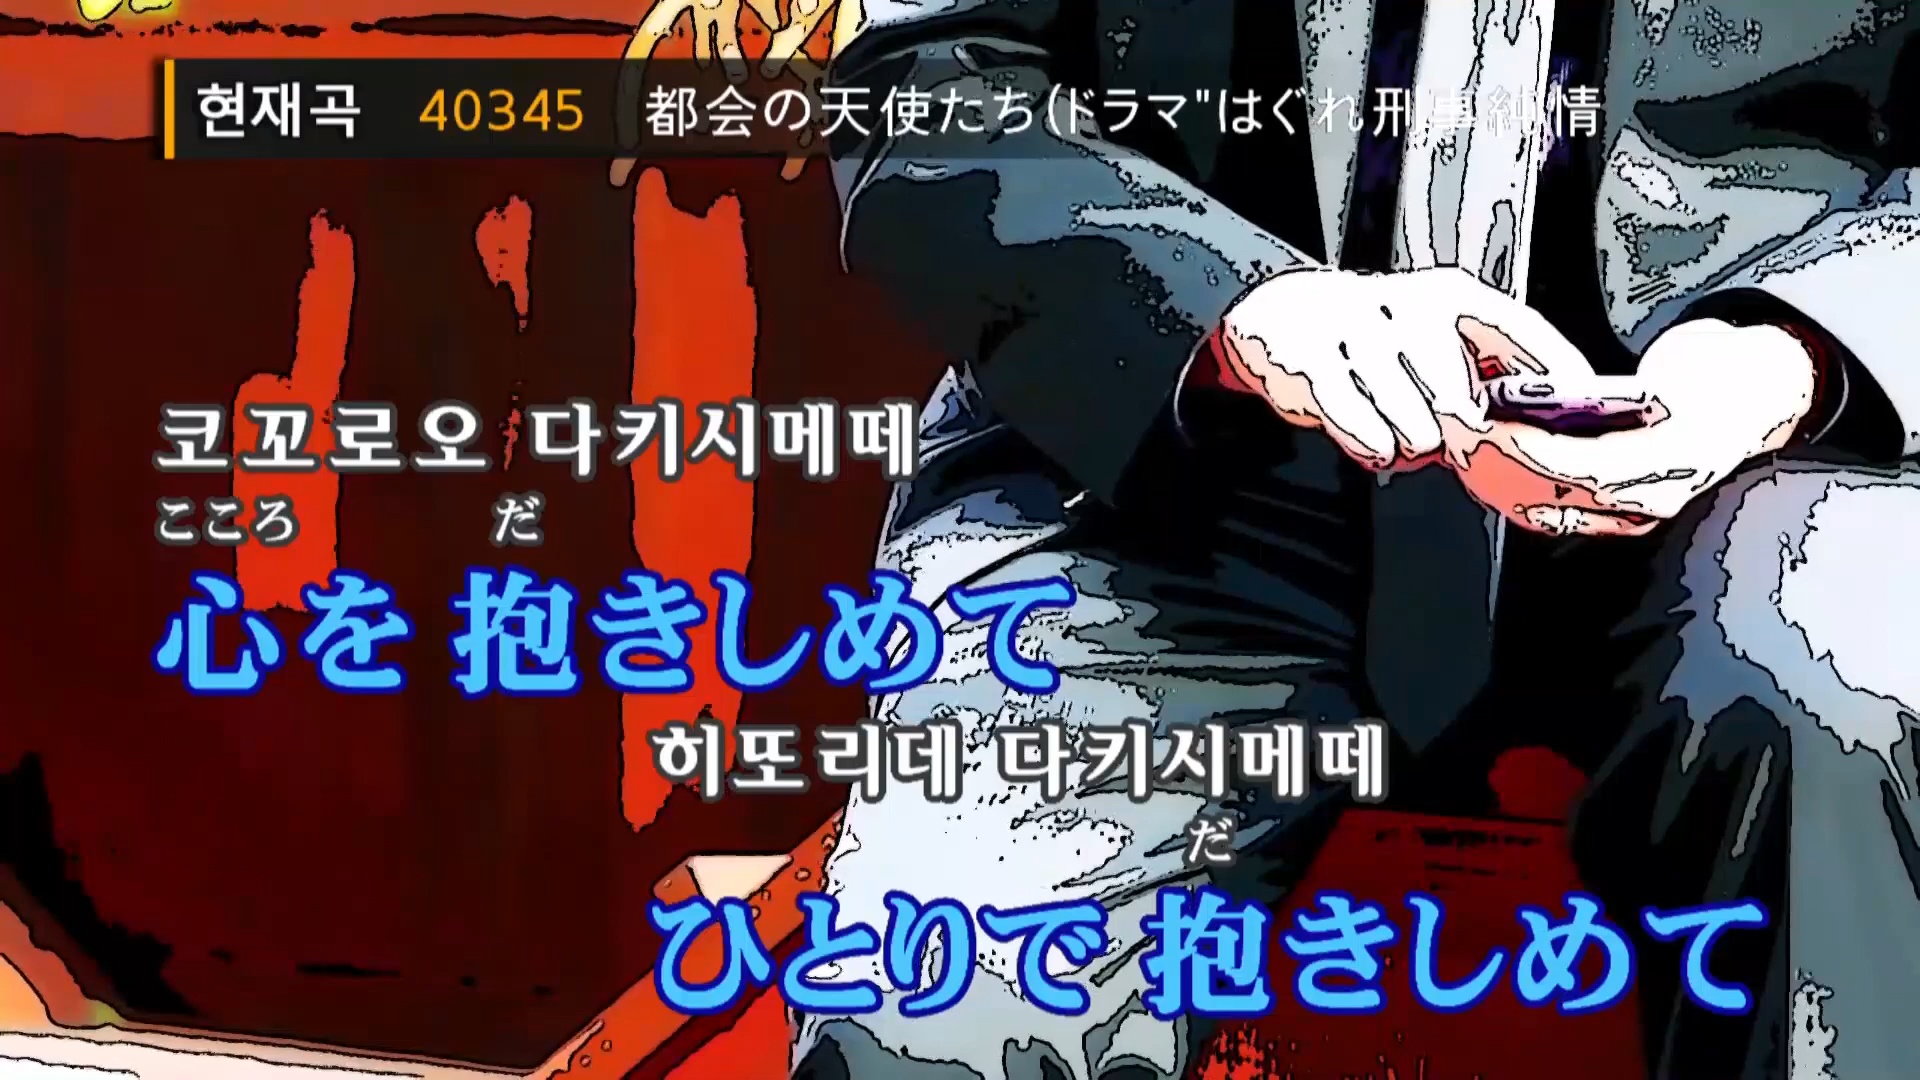 현재곡 40345 都会の天使たち(ドラマ"はぐれ刑事純情
코꼬로오 다키시메떼
こころ だ
心を 抱きしめて
히또리데 다키시메떼
だ
ひとりで 抱きしめて